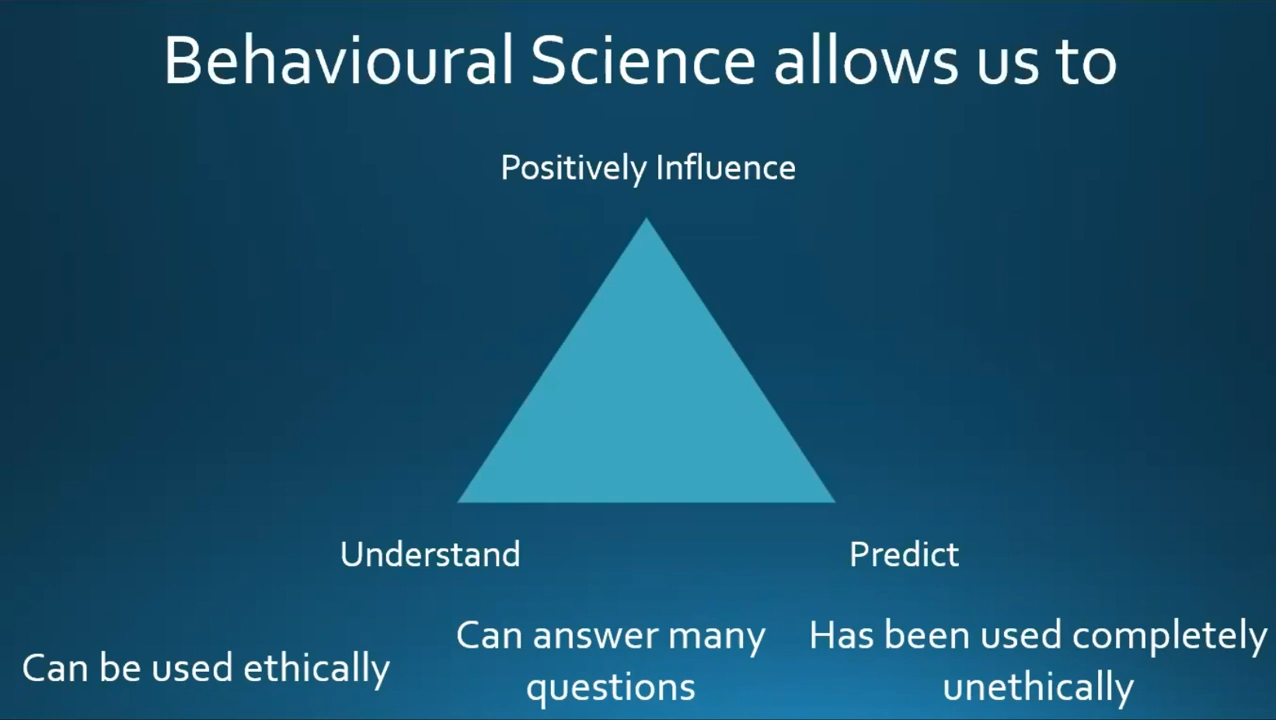 Behavioural Science allows us to
Positively Influence
Understand
Predict
Can be used ethically
Can answer many
questions
Has been used completely
unethically